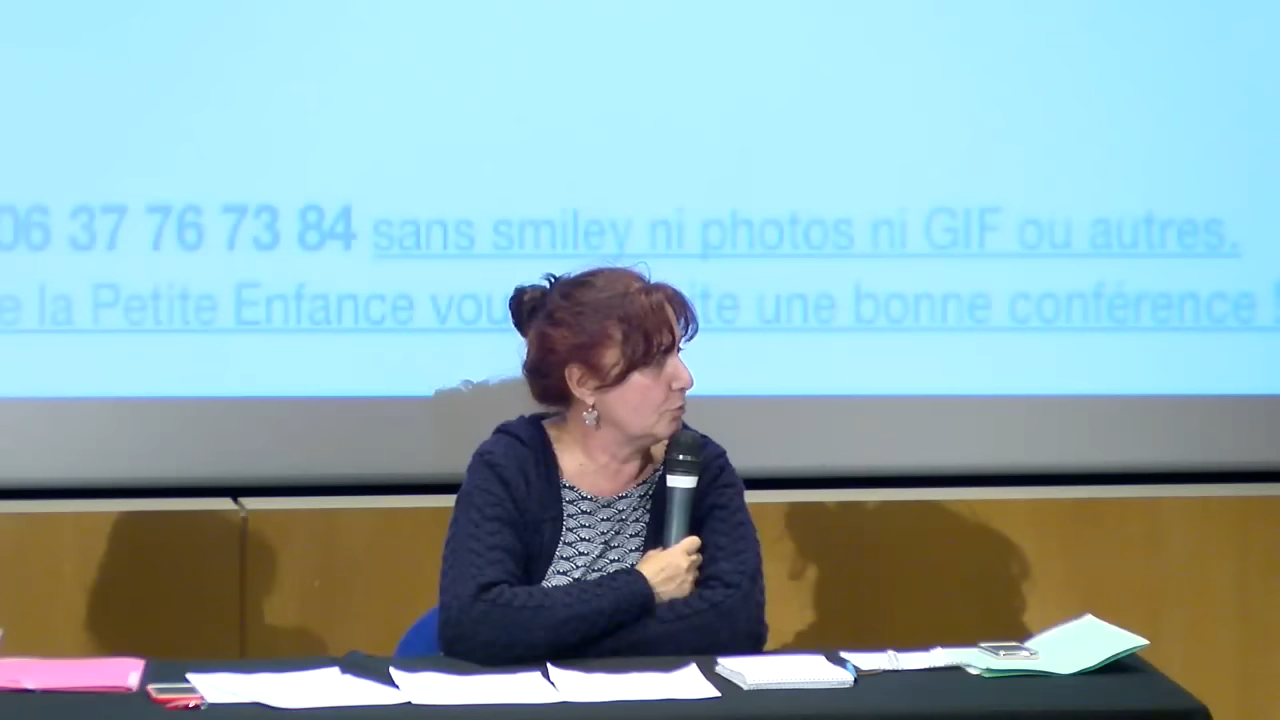 06 37 76 73 84 sans smiley ni photos ni GIF ou autres.
e la Petite Enfance vou ite une bonne conférence !